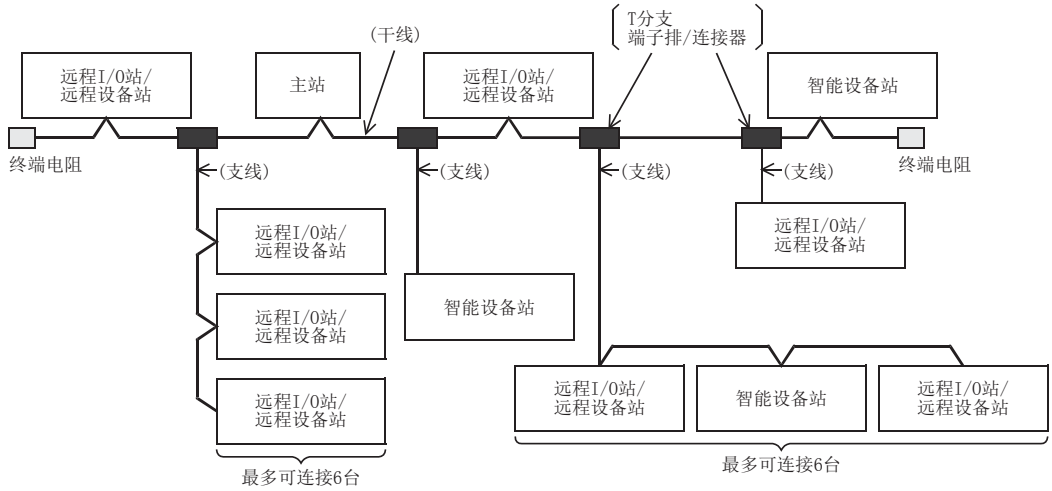 T分支
端子排/连接器
(干线)
远程I/O站/
远程设备站
主站
远程I/O站/
远程设备站
智能设备站
终端电阻
终端电阻
(支线)
(支线)
(支线)
(支线)
远程I/O站/
远程设备站
远程I/O站/
远程设备站
智能设备站
远程I/O站/
远程设备站
远程I/O站/
远程设备站
远程I/O站/
远程设备站
智能设备站
远程I/O站/
远程设备站
最多可连接6台
最多可连接6台